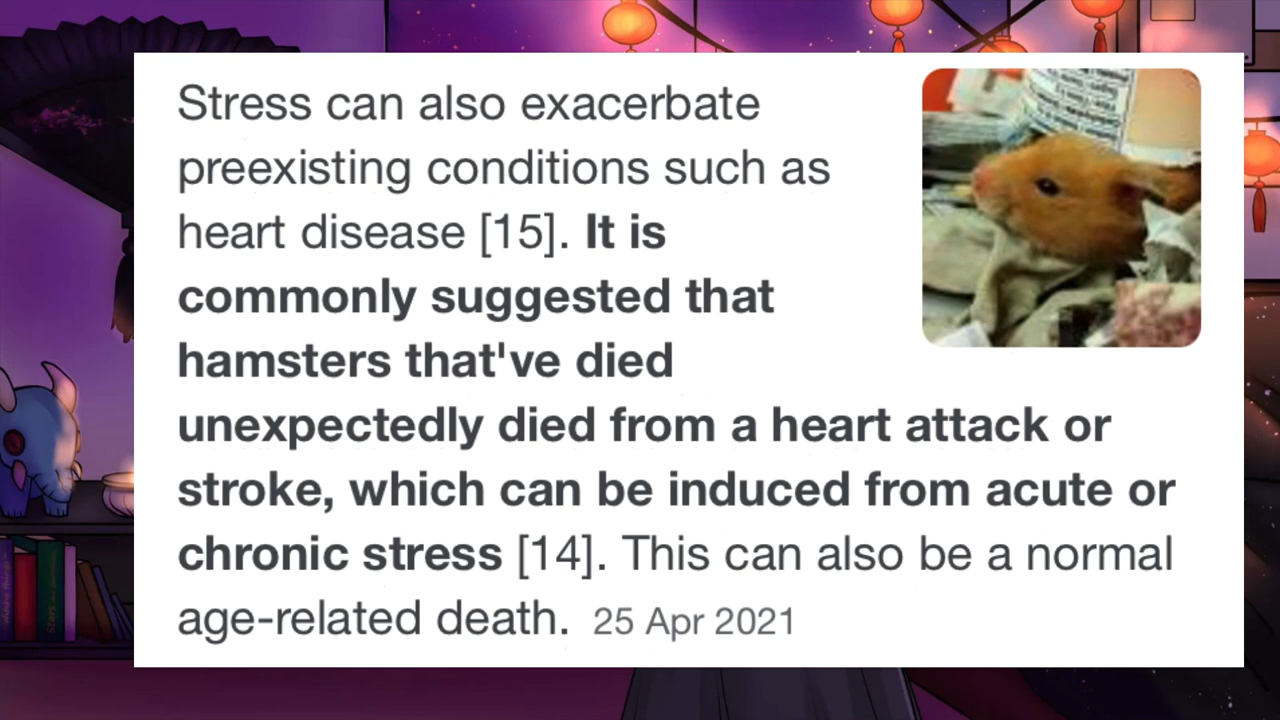 Stress can also exacerbate
preexisting conditions such as
heart disease [15]. It is
commonly suggested that
hamsters that've died
unexpectedly died from a heart attack or
stroke, which can be induced from acute or
chronic stress [14]. This can also be a normal
age-related death. 25 Apr 2021